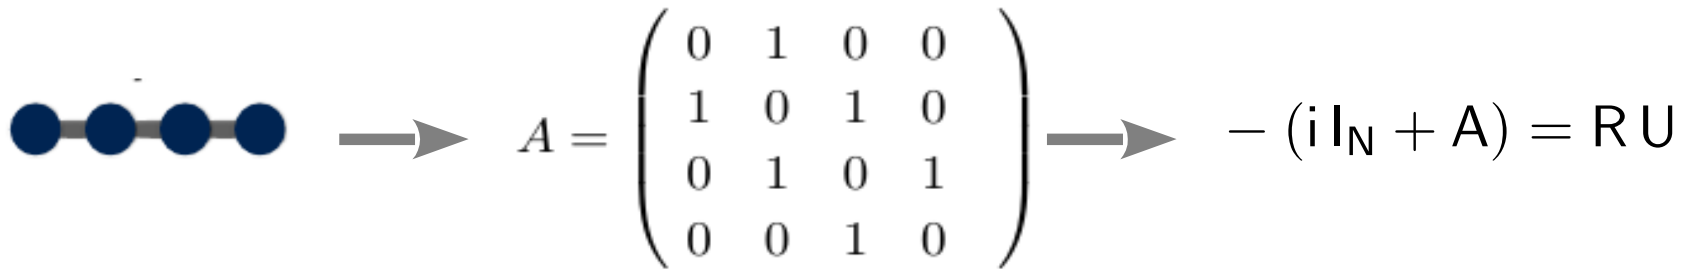 A = ( 0 1 0 0
1 0 1 0
0 1 0 1
0 0 1 0 )
− (i I_N + A) = R U